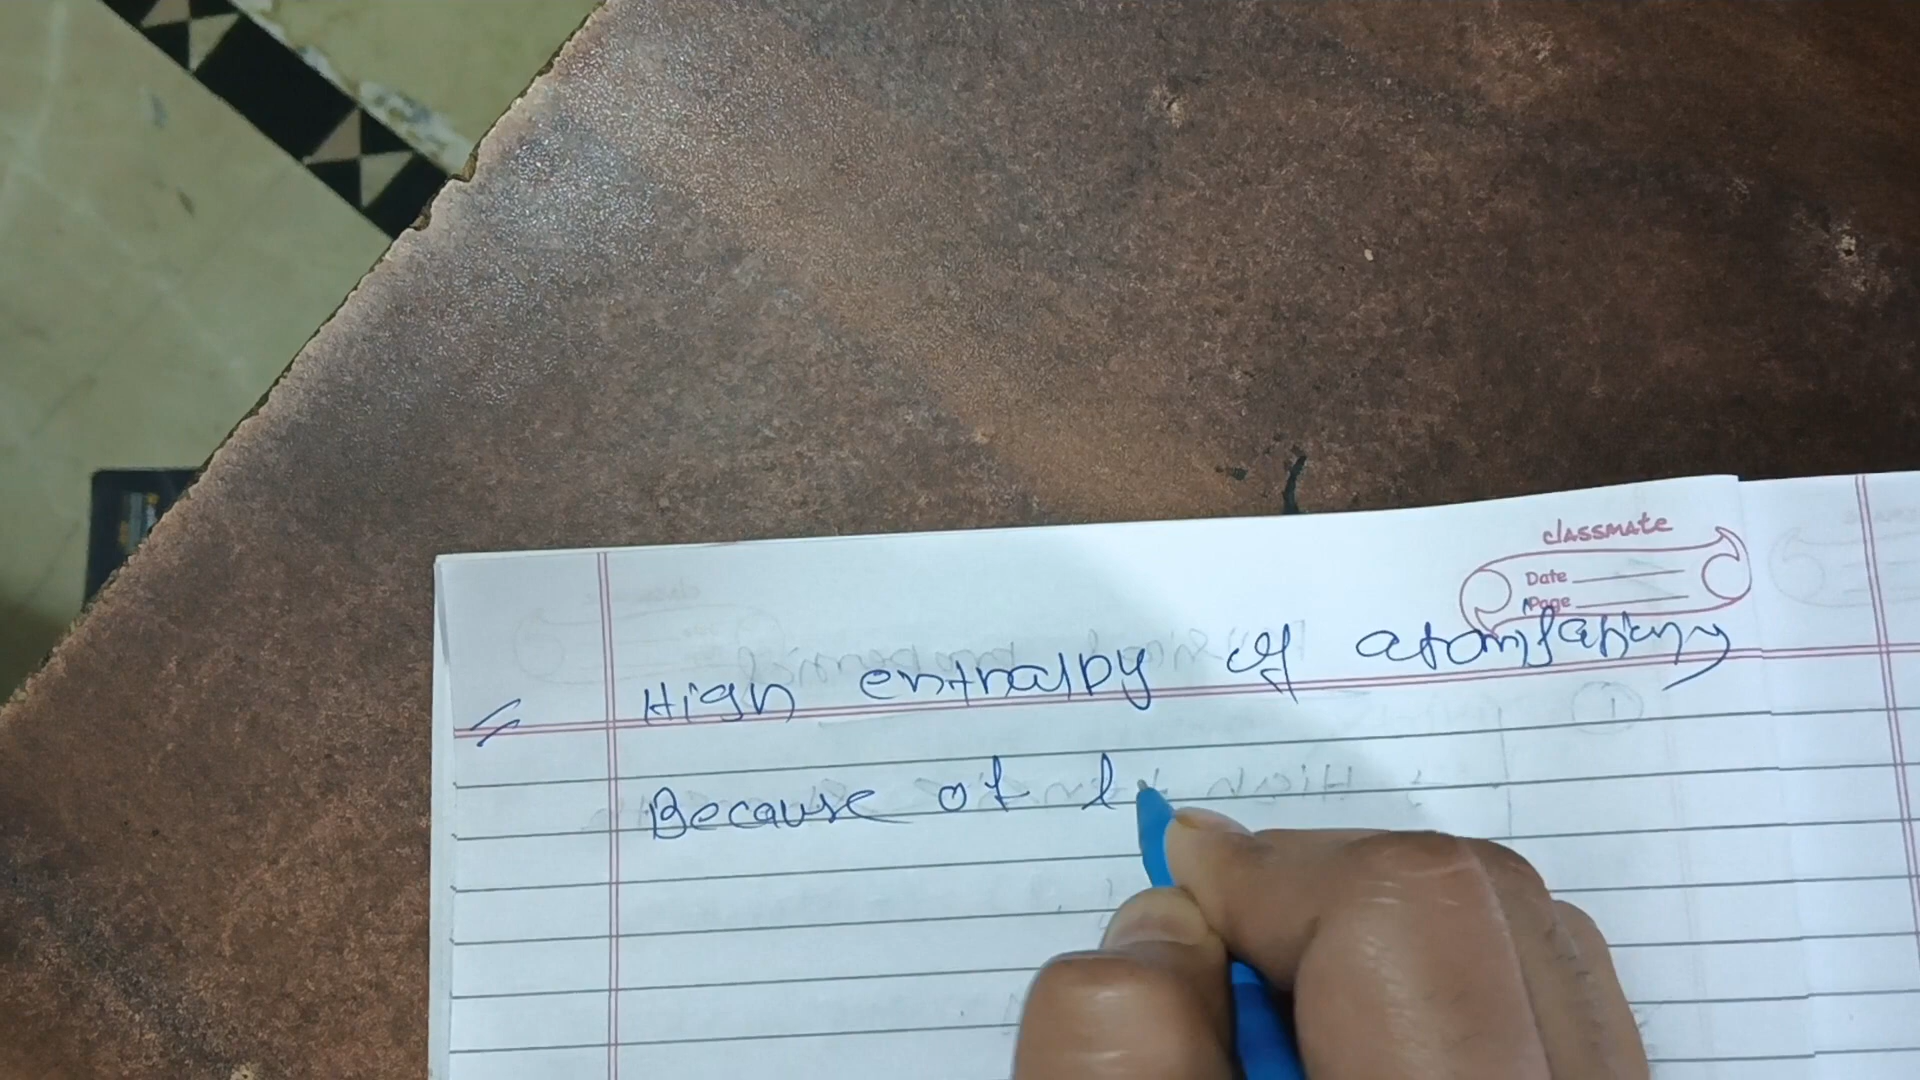 classmate
Date
Page
High enthalpy of atomisation
Because of l